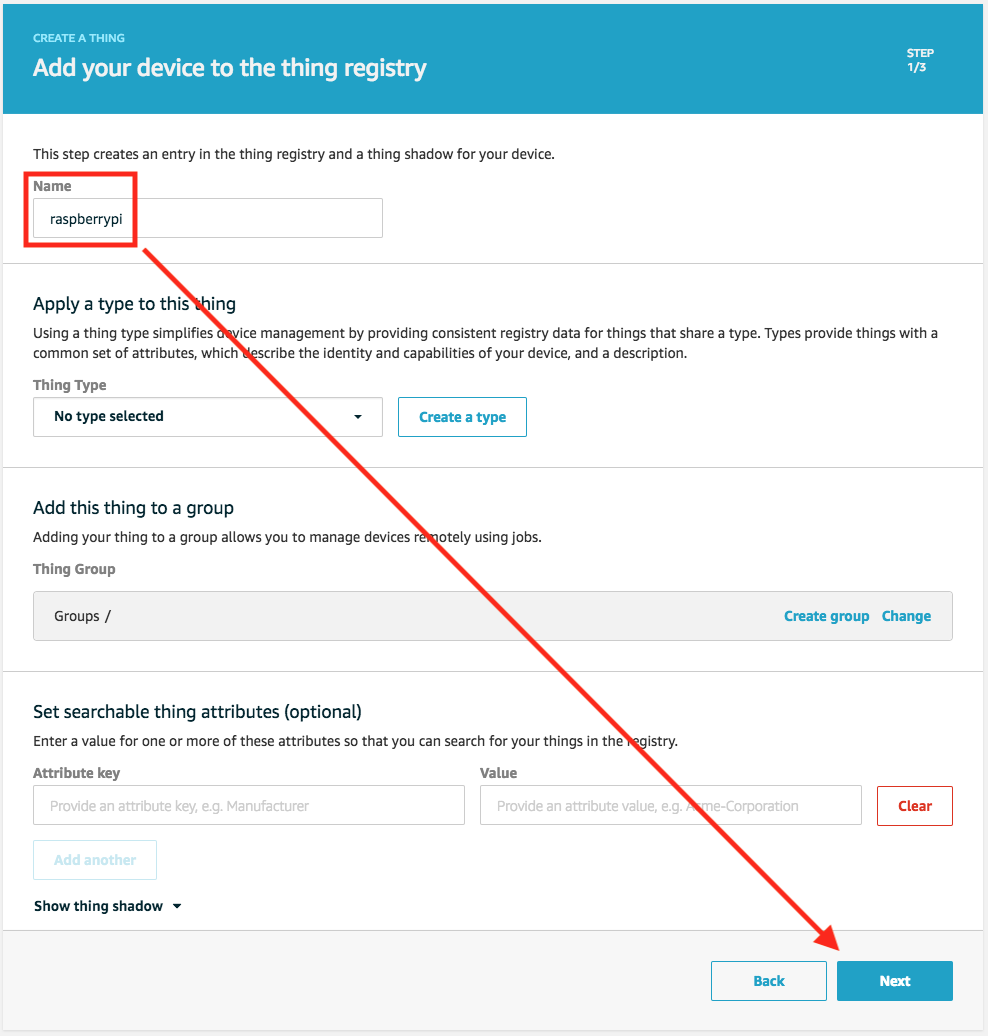 CREATE A THING
Add your device to the thing registry
STEP
1/3
This step creates an entry in the thing registry and a thing shadow for your device.
Name
raspberrypi
Apply a type to this thing
Using a thing type simplifies device management by providing consistent registry data for things that share a type. Types provide things with a
common set of attributes, which describe the identity and capabilities of your device, and a description.
Thing Type
No type selected
Create a type
Add this thing to a group
Adding your thing to a group allows you to manage devices remotely using jobs.
Thing Group
Groups /
Create group Change
Set searchable thing attributes (optional)
Enter a value for one or more of these attributes so that you can search for your things in the registry.
Attribute key
Value
Provide an attribute key, e.g. Manufacturer
Provide an attribute value, e.g. Acme-Corporation
Clear
Add another
Show thing shadow
Back
Next